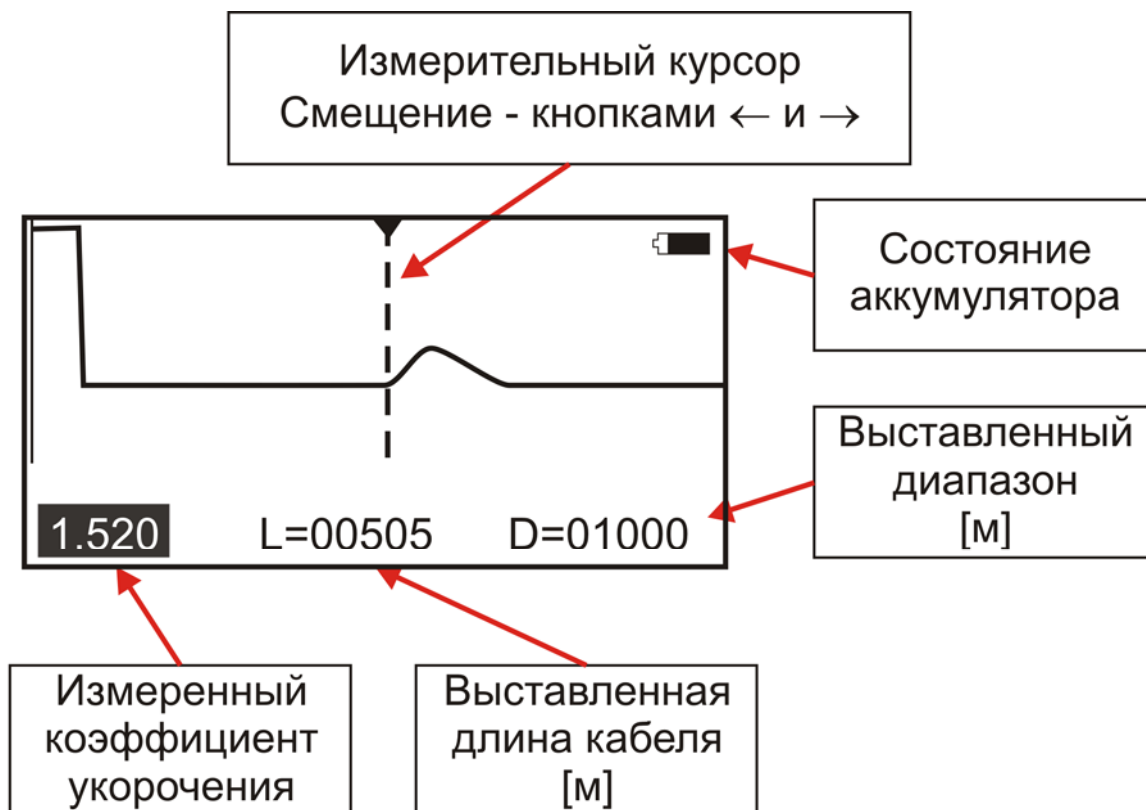 Измерительный курсор
Смещение - кнопками ← и →
Состояние
аккумулятора
Выставленный
диапазон
[м]
1.520 L=00505 D=01000
Измеренный
коэффициент
укорочения
Выставленная
длина кабеля
[м]